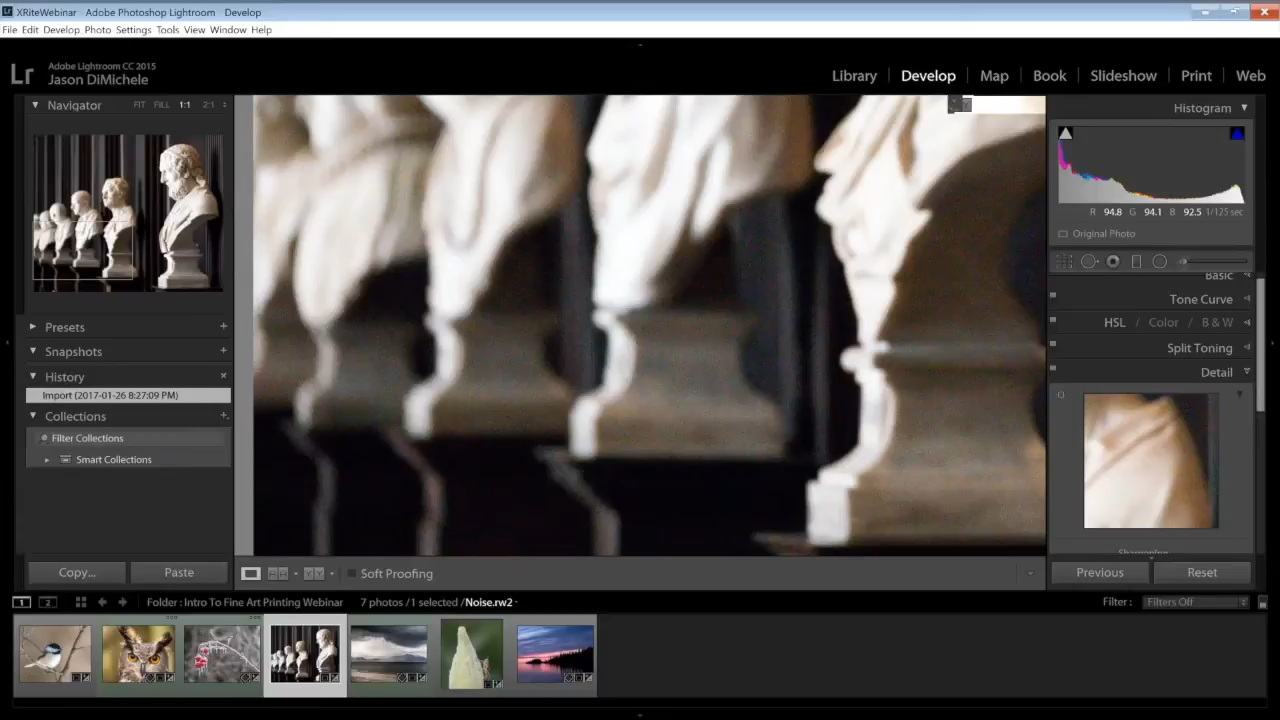 XRiteWebinar - Adobe Photoshop Lightroom - Develop
File Edit Develop Photo Settings Tools View Window Help
Lr
Adobe Lightroom CC 2015
Jason DiMichele
Library | Develop | Map | Book | Slideshow | Print | Web
Navigator FIT FILL 1:1 2:1
Histogram
R 94.8 G 94.1 B 92.5 1/125 sec
Original Photo
Basic
Tone Curve
HSL / Color / B & W
Split Toning
Detail
Presets
Snapshots
History
Import (2017-01-26 8:27:09 PM)
Collections
Filter Collections
Smart Collections
Sharpening
Copy... Paste
Soft Proofing
Previous Reset
1 2 Folder : Intro To Fine Art Printing Webinar 7 photos /1 selected /Noise.rw2
Filter : Filters Off